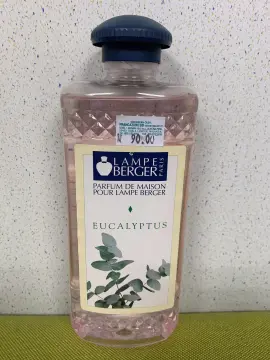 90.00
LAMPE
BERGER
PARIS
PARFUM DE MAISON
POUR LAMPE BERGER
EUCALYPTUS